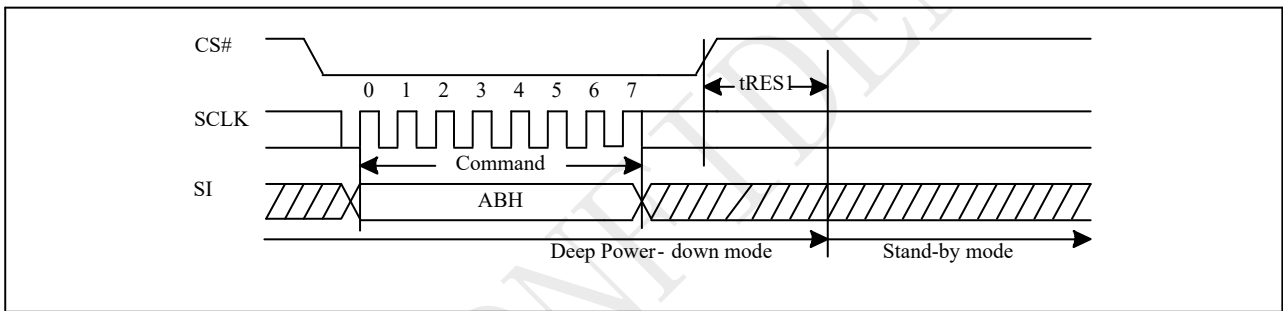 CS#
tRES1
0 1 2 3 4 5 6 7
SCLK
Command
SI
ABH
Deep Power- down mode Stand-by mode